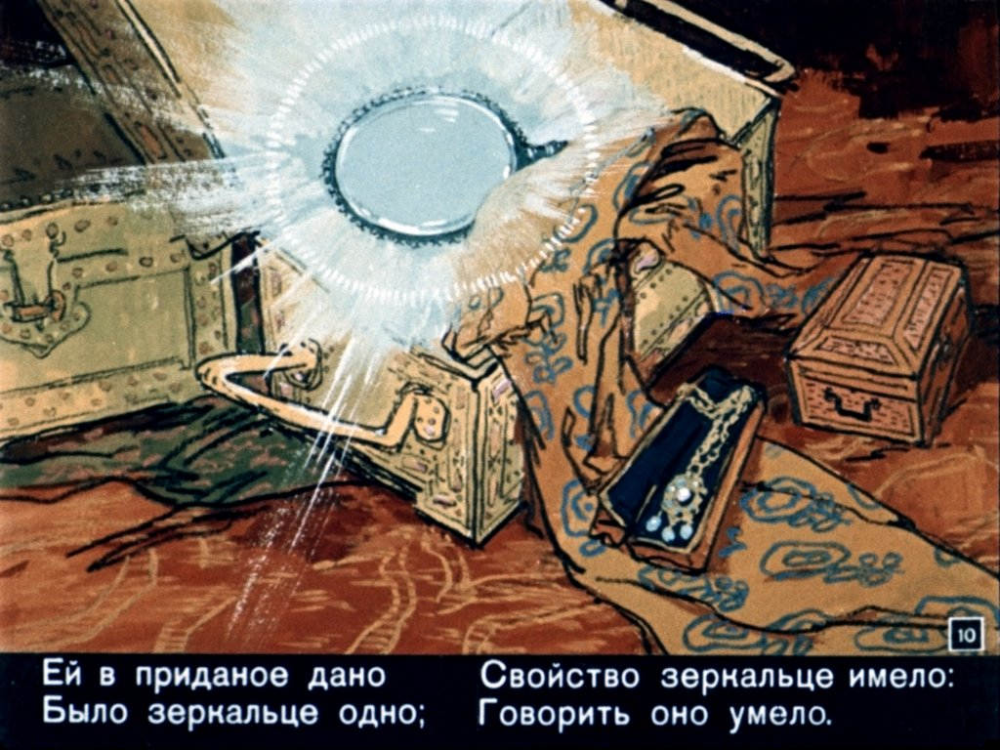 10
Ей в приданое дано
Было зеркальце одно;
Свойство зеркальце имело:
Говорить оно умело.